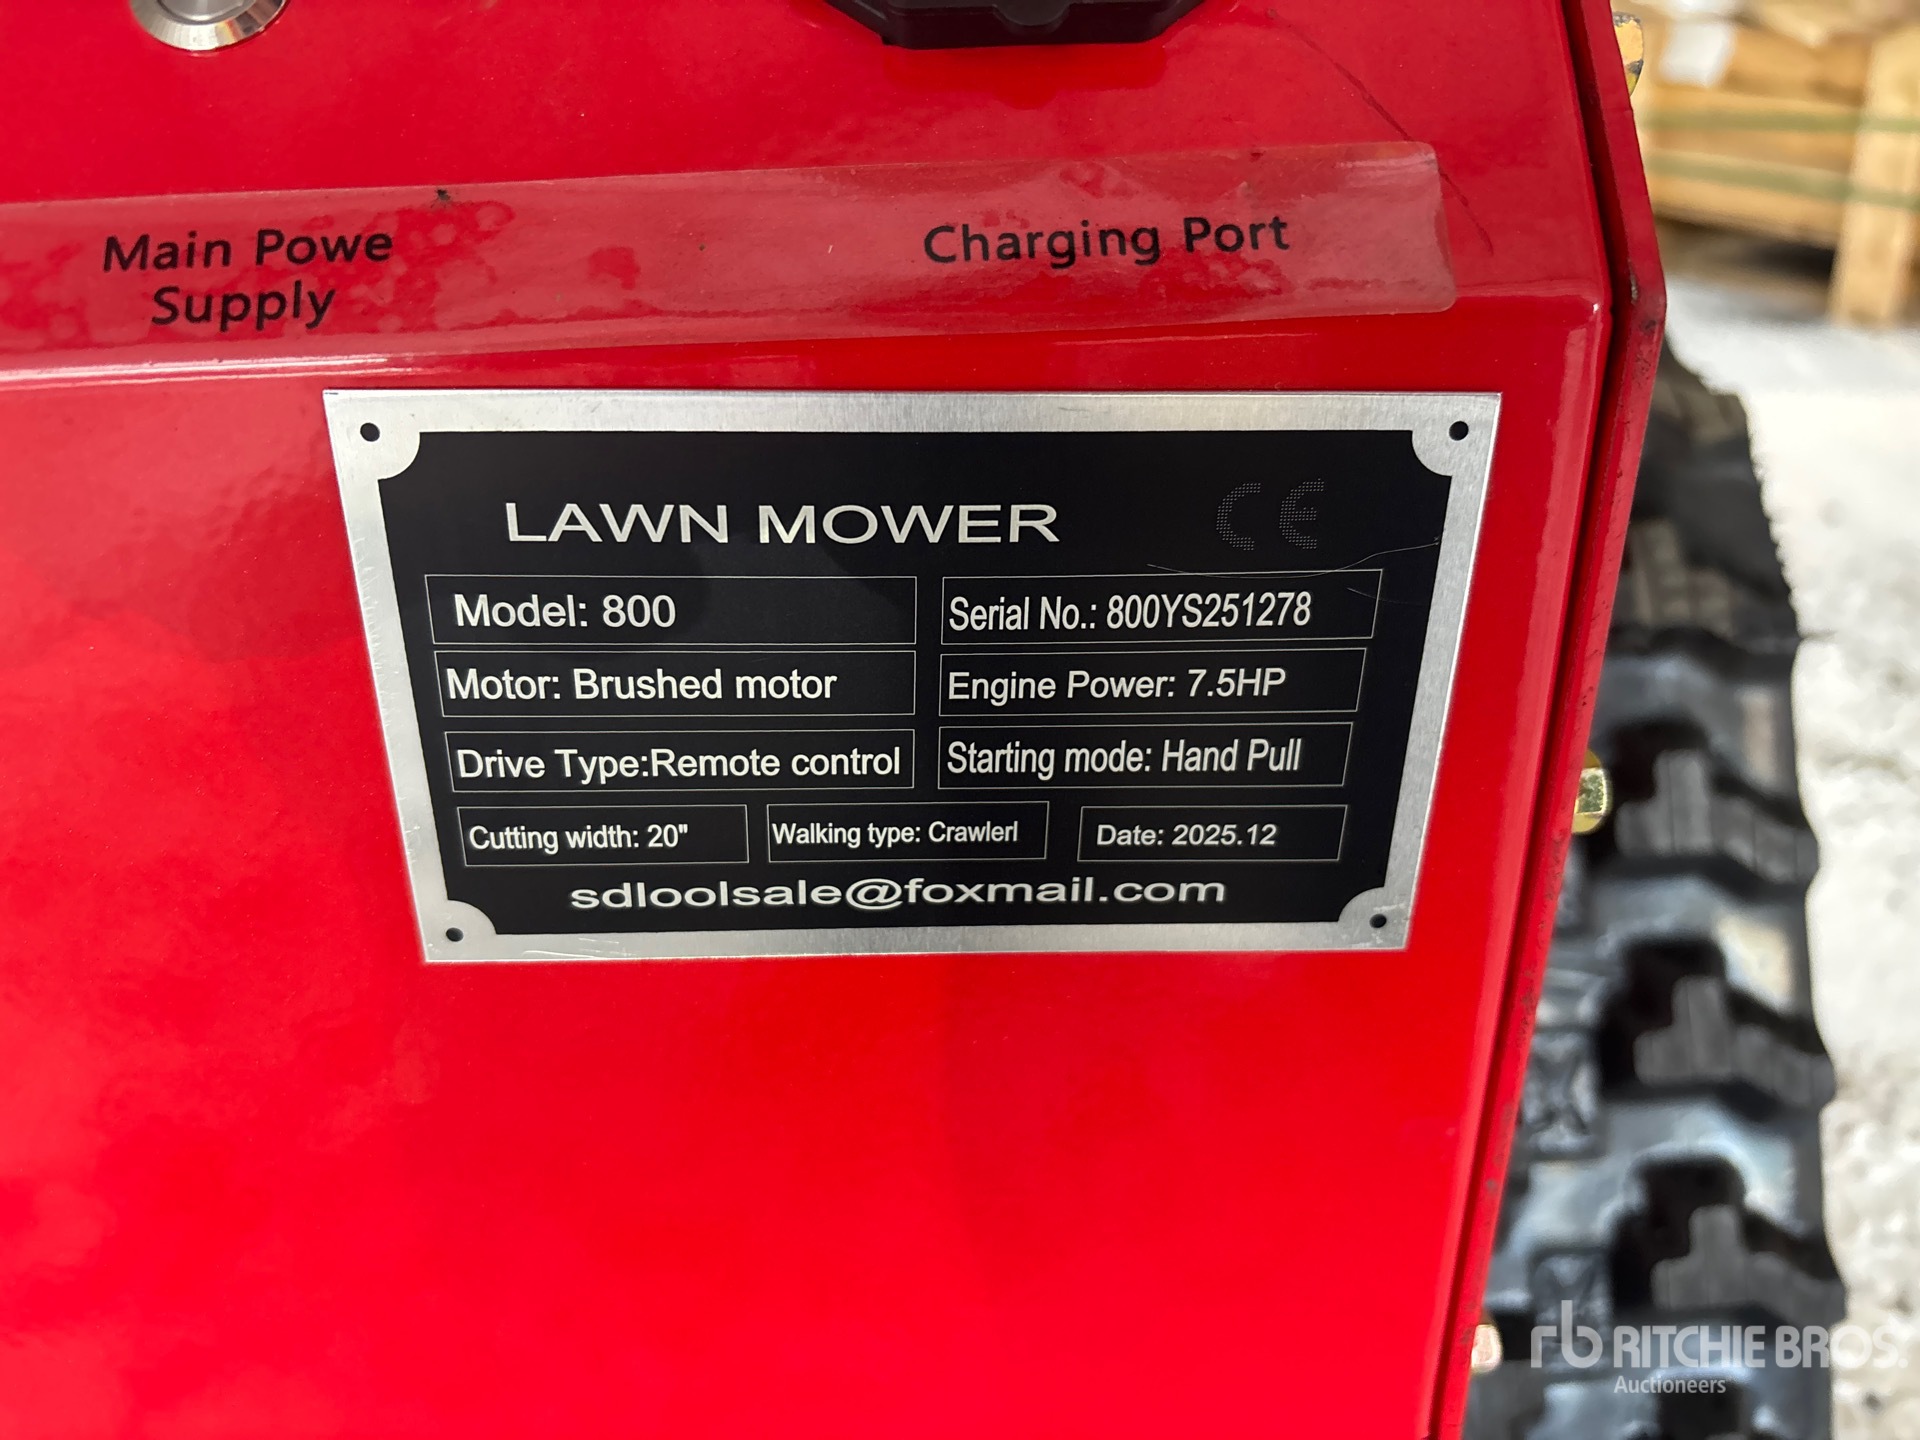 Main Powe
Supply
Charging Port
LAWN MOWER CE
Model: 800
Serial No.: 800YS251278
Motor: Brushed motor
Engine Power: 7.5HP
Drive Type:Remote control
Starting mode: Hand Pull
Cutting width: 20"
Walking type: Crawlerl
Date: 2025.12
sdloolsale@foxmail.com
rb RITCHIE BROS.
Auctioneers